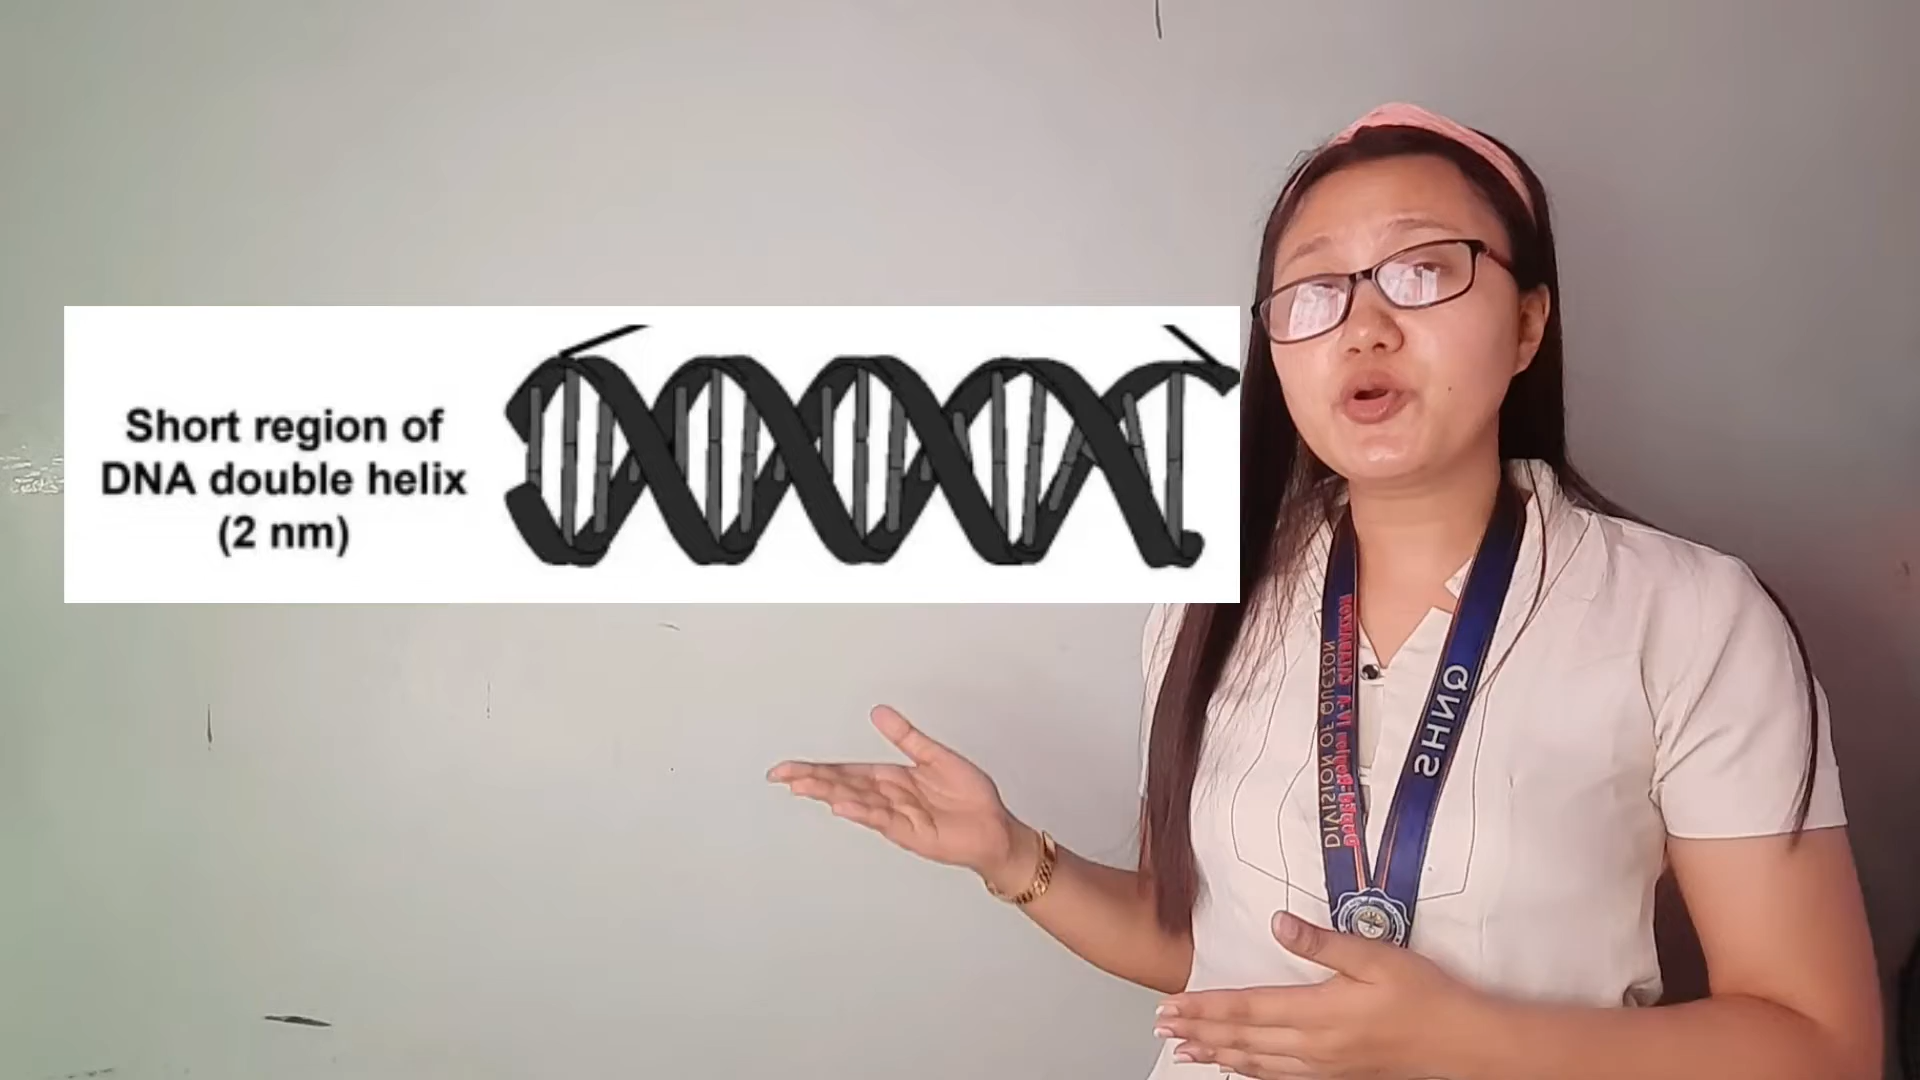 Short region of
DNA double helix
(2 nm)
QNHS
DIVISION OF QUEZON